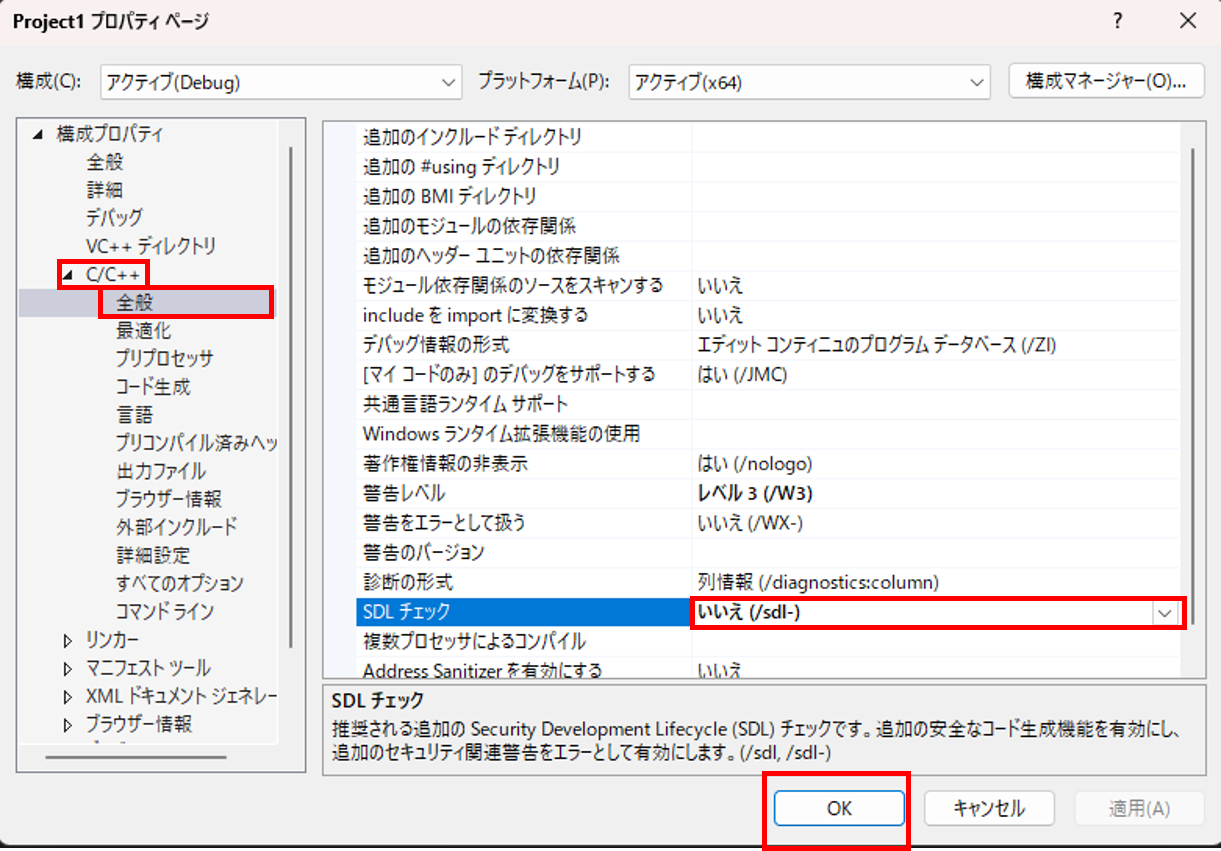 Project1 プロパティ ページ
?
構成(C):
アクティブ(Debug)
プラットフォーム(P):
アクティブ(x64)
構成マネージャー(O)...
構成プロパティ
全般
詳細
デバッグ
VC++ ディレクトリ
C/C++
全般
最適化
プリプロセッサ
コード生成
言語
プリコンパイル済みヘッ
出力ファイル
ブラウザー情報
外部インクルード
詳細設定
すべてのオプション
コマンド ライン
リンカー
マニフェスト ツール
XML ドキュメント ジェネレー
ブラウザー情報
追加のインクルード ディレクトリ
追加の #using ディレクトリ
追加の BMI ディレクトリ
追加のモジュールの依存関係
追加のヘッダー ユニットの依存関係
モジュール依存関係のソースをスキャンする いいえ
include を import に変換する いいえ
デバッグ情報の形式 エディット コンティニュのプログラム データベース (/ZI)
[マイ コードのみ] のデバッグをサポートする はい (/JMC)
共通言語ランタイム サポート
Windows ランタイム拡張機能の使用
著作権情報の非表示 はい (/nologo)
警告レベル レベル 3 (/W3)
警告をエラーとして扱う いいえ (/WX-)
警告のバージョン
診断の形式 列情報 (/diagnostics:column)
SDL チェック いいえ (/sdl-)
複数プロセッサによるコンパイル
Address Sanitizer を有効にする いいえ
SDL チェック
推奨される追加の Security Development Lifecycle (SDL) チェックです。追加の安全なコード生成機能を有効にし、
追加のセキュリティ関連警告をエラーとして有効にします。(/sdl, /sdl-)
OK
キャンセル
適用(A)